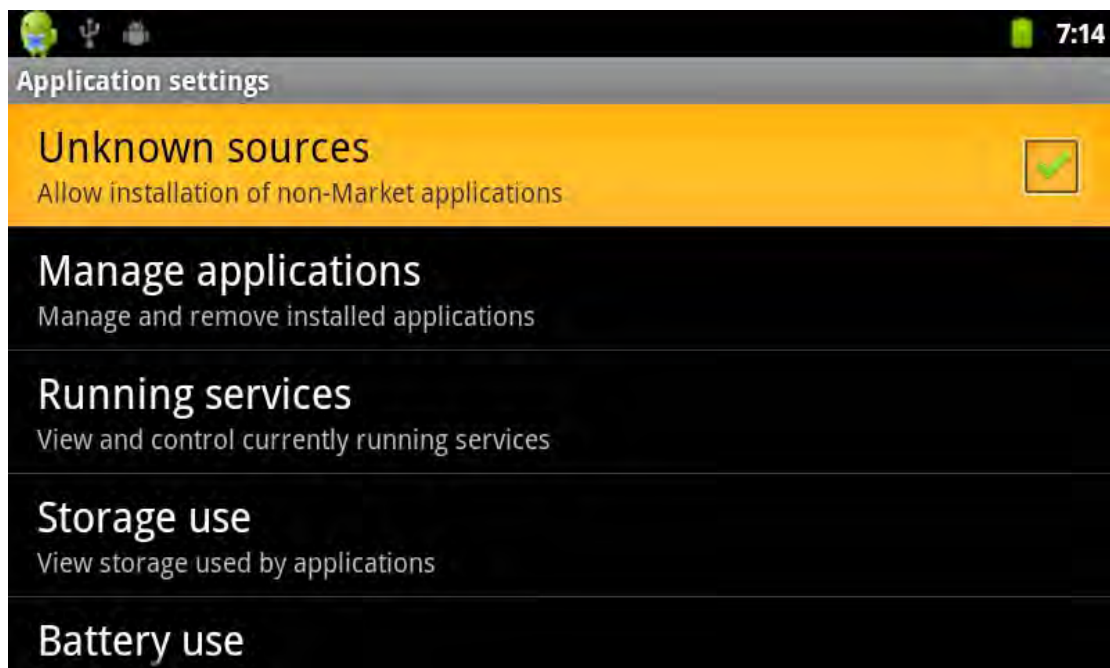 7:14
Application settings
Unknown sources
Allow installation of non-Market applications
Manage applications
Manage and remove installed applications
Running services
View and control currently running services
Storage use
View storage used by applications
Battery use